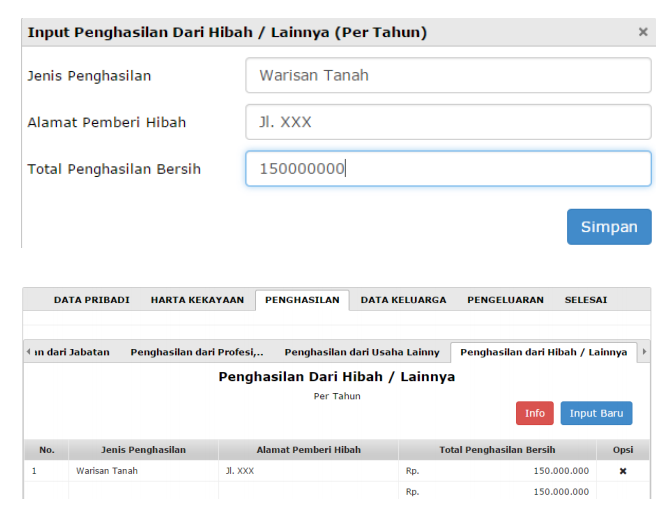 Input Penghasilan Dari Hibah / Lainnya (Per Tahun) ×
Jenis Penghasilan Warisan Tanah
Alamat Pemberi Hibah Jl. XXX
Total Penghasilan Bersih 150000000
Simpan
DATA PRIBADI HARTA KEKAYAAN PENGHASILAN DATA KELUARGA PENGELUARAN SELESAI
ın dari Jabatan Penghasilan dari Profesi,.. Penghasilan dari Usaha Lainny Penghasilan dari Hibah / Lainnya
Penghasilan Dari Hibah / Lainnya
Per Tahun
Info Input Baru
No. Jenis Penghasilan Alamat Pemberi Hibah Total Penghasilan Bersih Opsi
1 Warisan Tanah Jl. XXX Rp. 150.000.000 ✖
Rp. 150.000.000